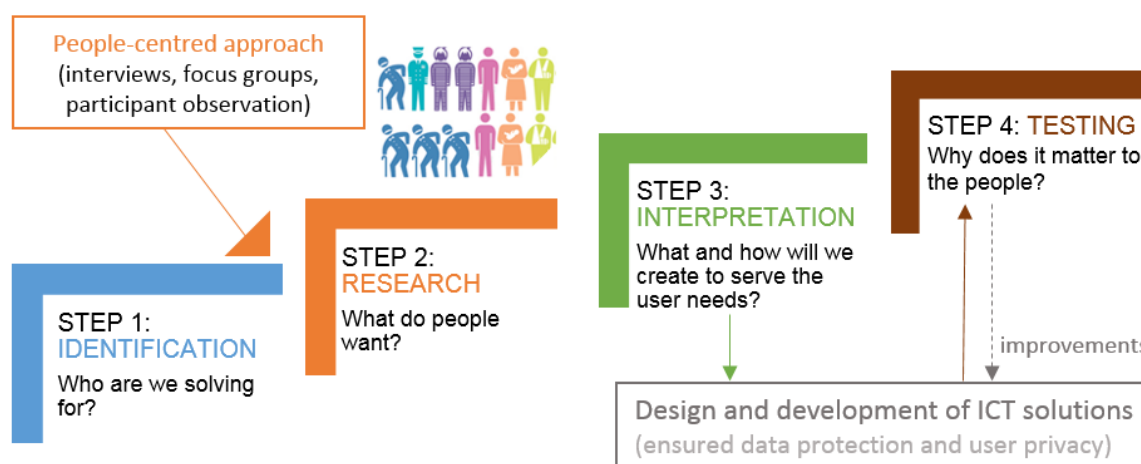 People-centred approach
(interviews, focus groups,
participant observation)
STEP 1:
IDENTIFICATION
Who are we solving
for?
STEP 2:
RESEARCH
What do people
want?
STEP 3:
INTERPRETATION
What and how will we
create to serve the
user needs?
STEP 4: TESTING
Why does it matter to
the people?
improvements
Design and development of ICT solutions
(ensured data protection and user privacy)